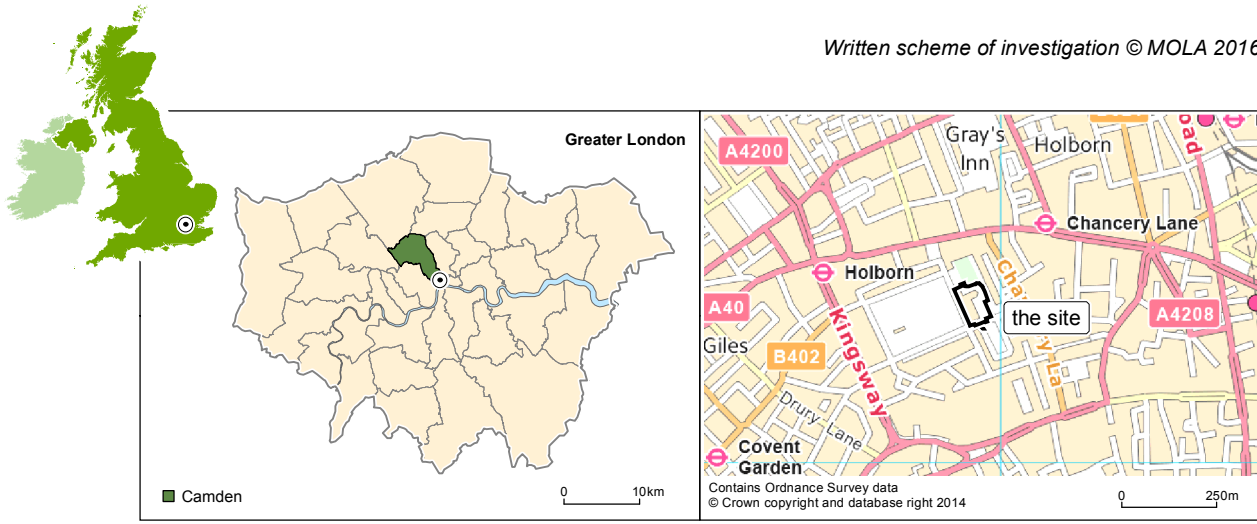 Written scheme of investigation © MOLA 2016
Greater London
Camden
0
10km
A4200
Gray's
Inn
Holborn
Chancery Lane
Holborn
A40
Kingsway
the site
A4208
Giles
B402
Drury Lane
Covent
Garden
Contains Ordnance Survey data
© Crown copyright and database right 2014
0
250m